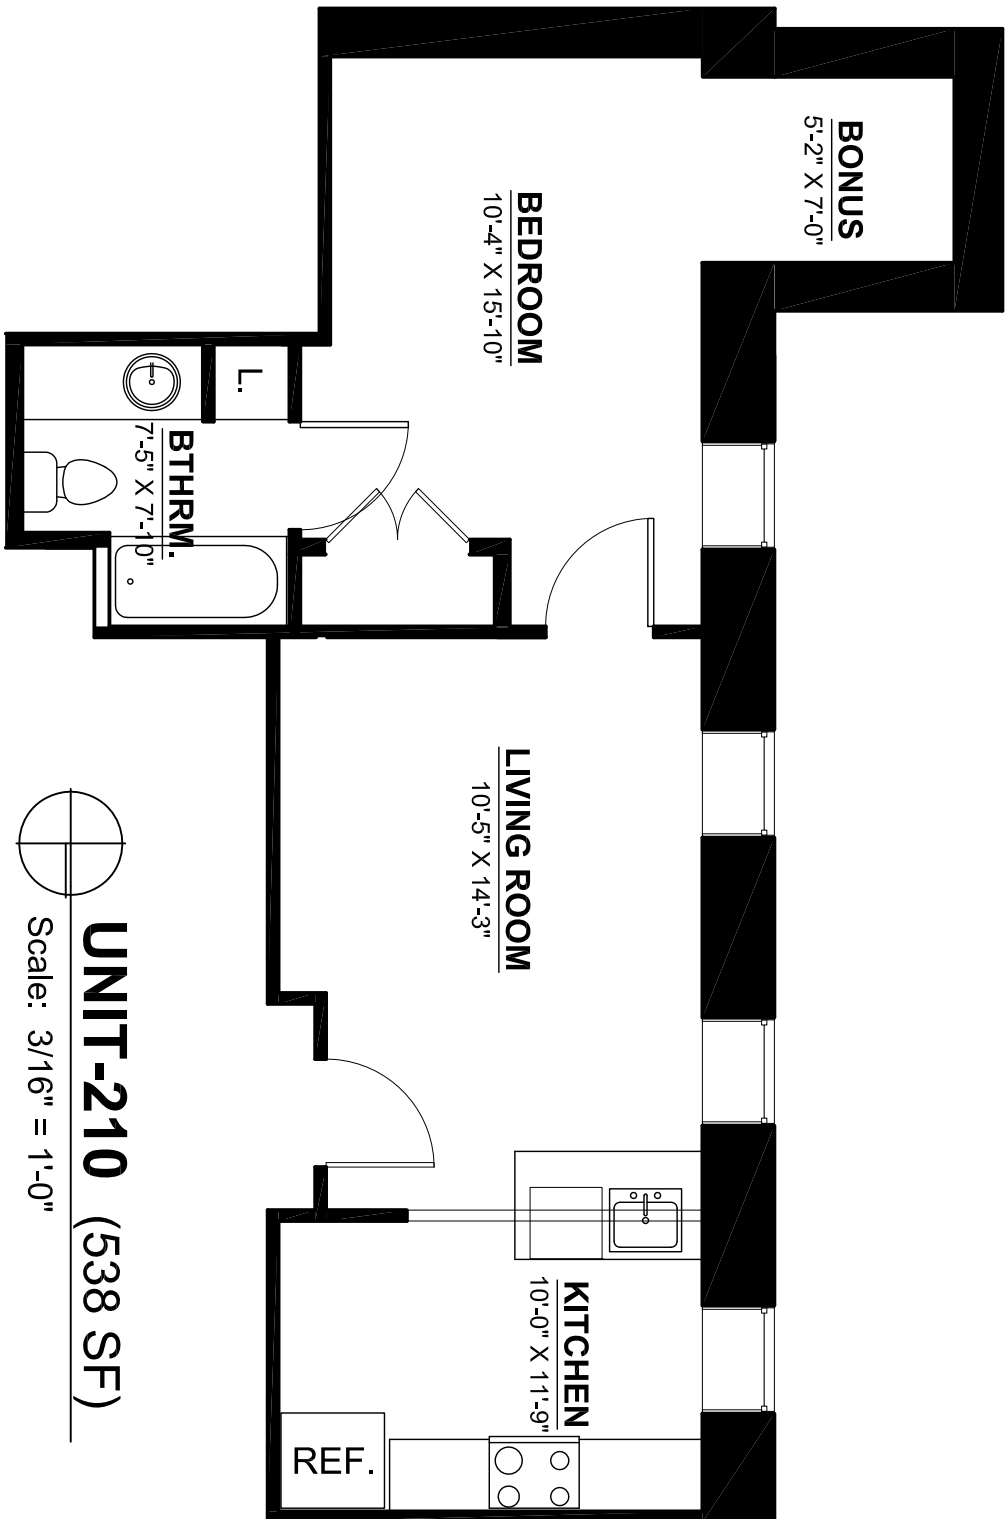 BONUS
5'-2" X 7'-0"
BEDROOM
10'-4" X 15'-10"
L.
BTHRM.
7'-5" X 7'-10"
LIVING ROOM
10'-5" X 14'-3"
KITCHEN
10'-0" X 11'-9"
REF.
UNIT-210 (538 SF)
Scale: 3/16" = 1'-0"